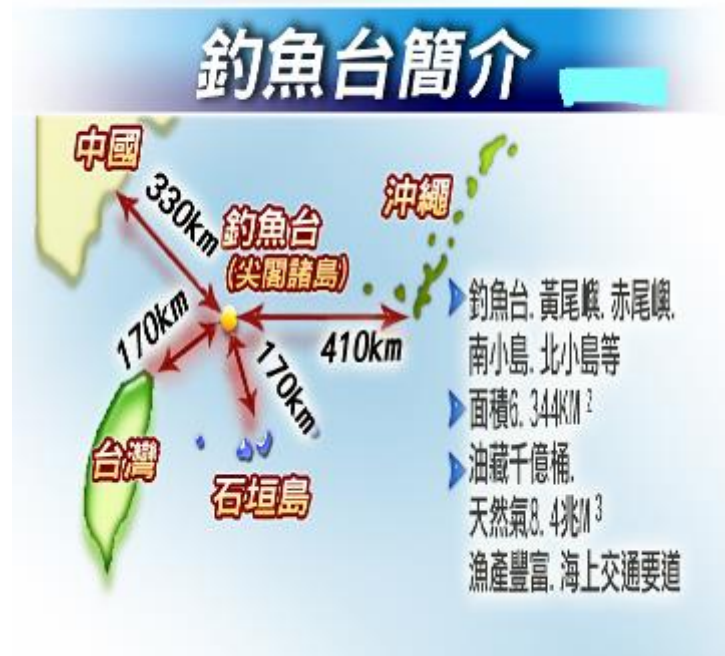 釣魚台簡介
中國
330km
釣魚台
(尖閣諸島)
沖繩
170km
170km
410km
台灣
石垣島
釣魚台. 黃尾嶼. 赤尾嶼.
南小島. 北小島等
面積6. 344KM²
油藏千億桶.
天然氣8. 4兆M³
漁產豐富. 海上交通要道